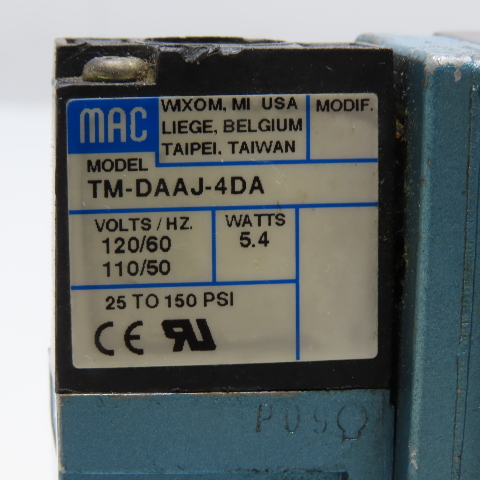 MAC
WIXOM, MI USA
LIEGE, BELGIUM
TAIPEI. TAIWAN
MODIF.
MODEL
TM-DAAJ-4DA
VOLTS / HZ.
120/60
110/50
WATTS
5.4
25 TO 150 PSI
CE RU